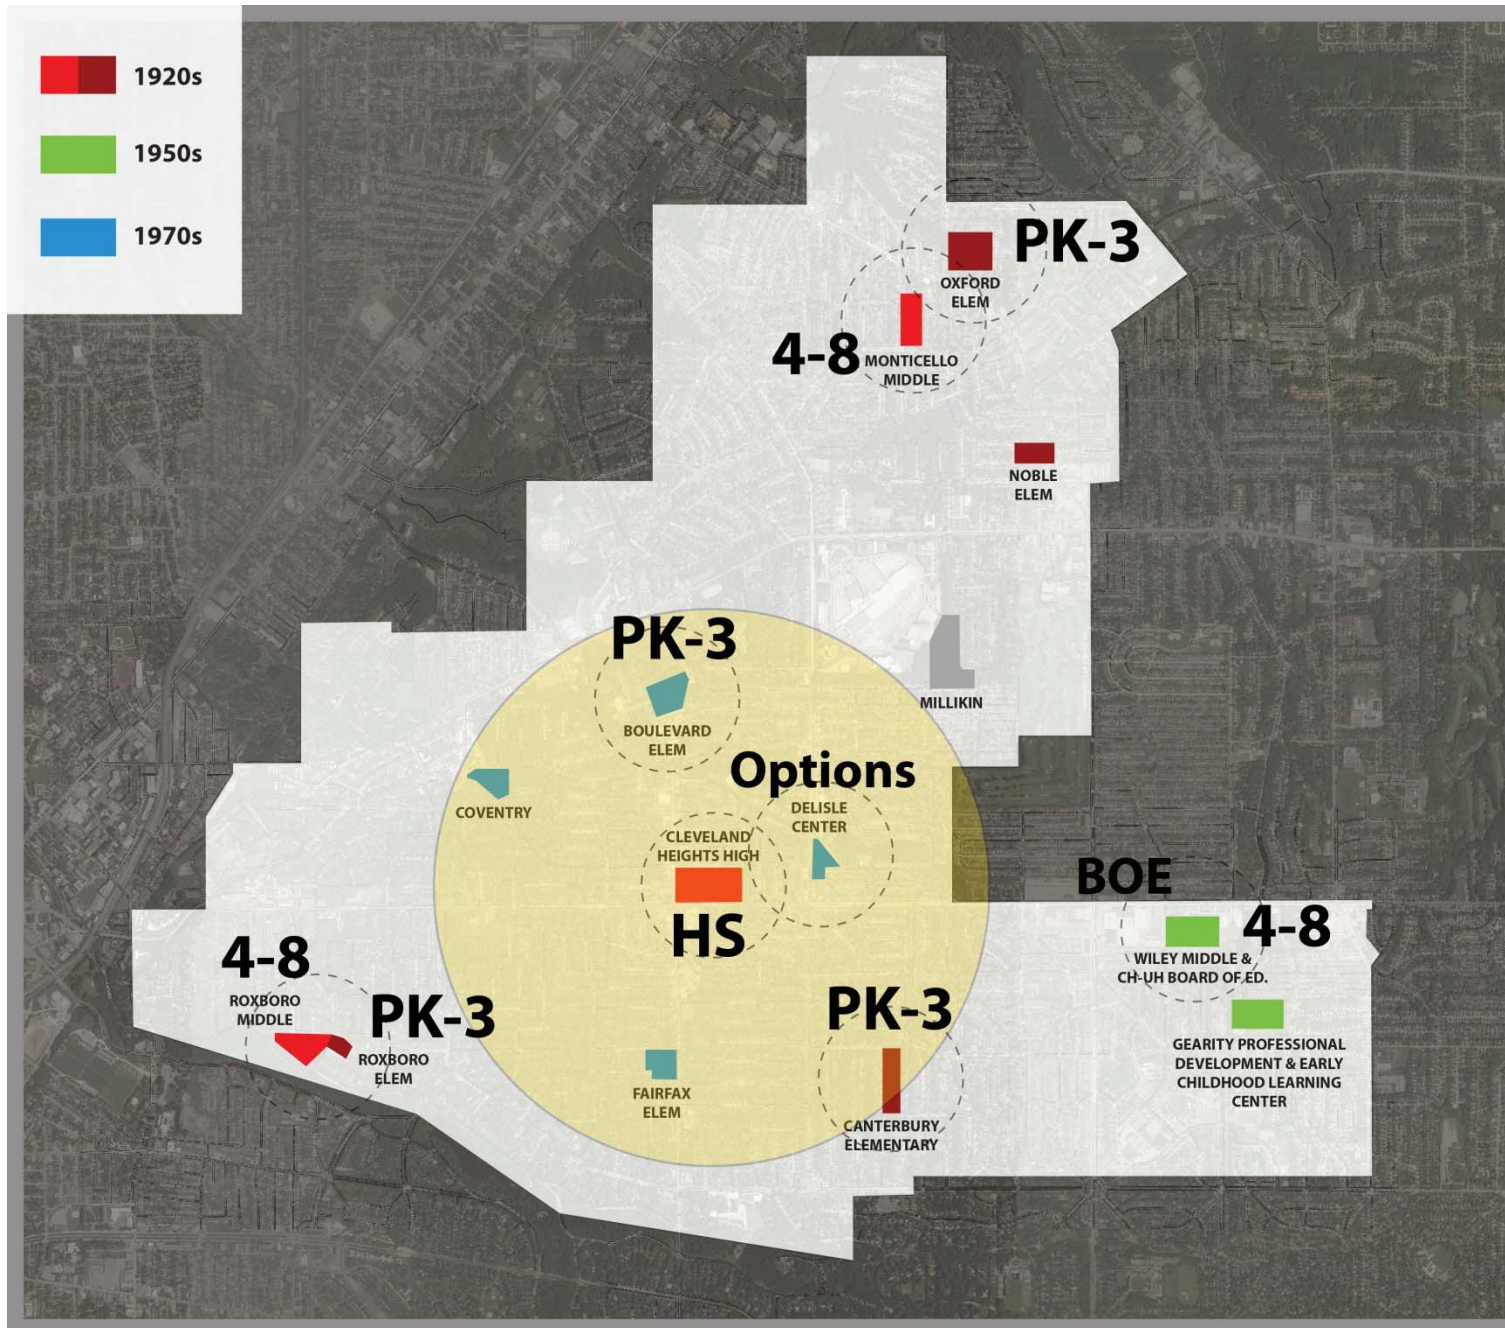 1920s
1950s
1970s
PK-3
OXFORD
ELEM
4-8
MONTICELLO
MIDDLE
NOBLE
ELEM
PK-3
BOULEVARD
ELEM
MILLIKIN
COVENTRY
Options
DELISLE
CENTER
CLEVELAND
HEIGHTS HIGH
HS
BOE
4-8
WILEY MIDDLE &
CH-UH BOARD OF ED.
4-8
ROXBORO
MIDDLE
PK-3
ROXBORO
ELEM
FAIRFAX
ELEM
PK-3
CANTERBURY
ELEMENTARY
GEARITY PROFESSIONAL
DEVELOPMENT & EARLY
CHILDHOOD LEARNING
CENTER